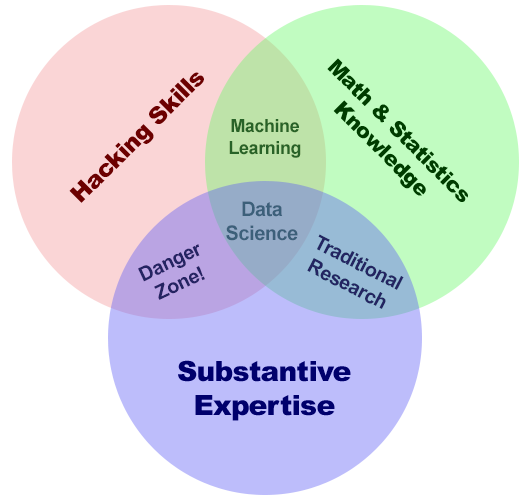 Hacking Skills
Math & Statistics
Knowledge
Machine
Learning
Data
Science
Danger
Zone!
Traditional
Research
Substantive
Expertise